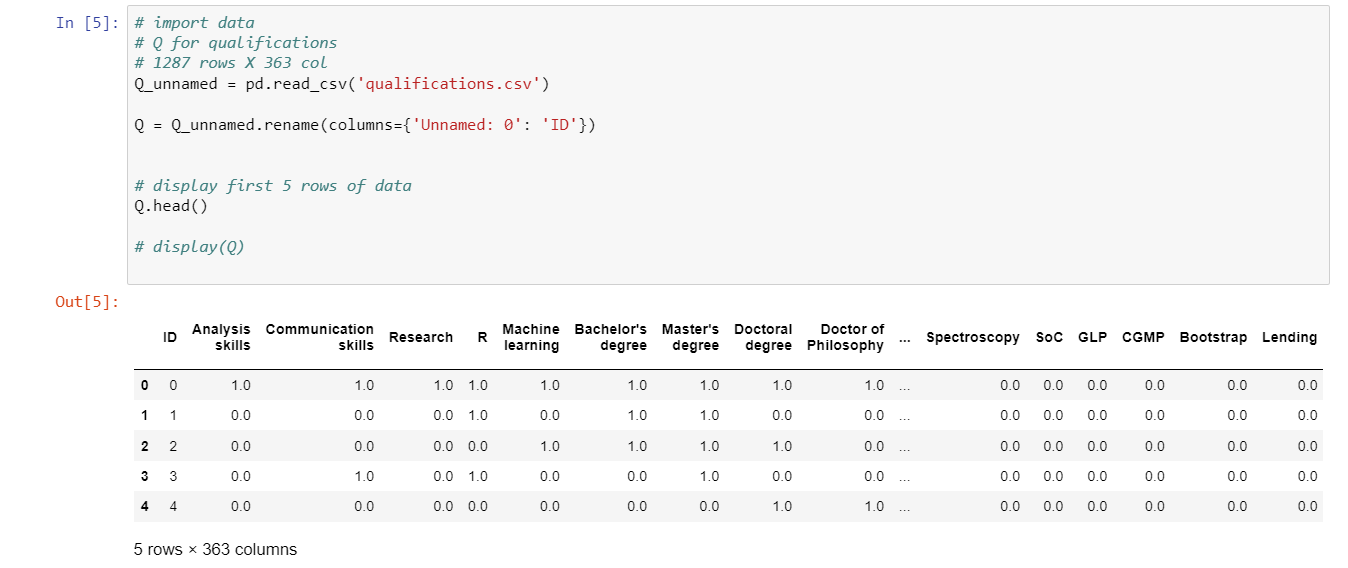 In [5]: # import data
# Q for qualifications
# 1287 rows X 363 col
Q_unnamed = pd.read_csv('qualifications.csv')
Q = Q_unnamed.rename(columns={'Unnamed: 0': 'ID'})
# display first 5 rows of data
Q.head()
# display(Q)
Out[5]:
ID Analysis skills Communication skills Research R Machine learning Bachelor's degree Master's degree Doctoral degree Doctor of Philosophy ... Spectroscopy SoC GLP CGMP Bootstrap Lending
0 0 1.0 1.0 1.0 1.0 1.0 1.0 1.0 1.0 1.0 ... 0.0 0.0 0.0 0.0 0.0 0.0
1 1 0.0 0.0 0.0 1.0 0.0 1.0 1.0 0.0 0.0 ... 0.0 0.0 0.0 0.0 0.0 0.0
2 2 0.0 0.0 0.0 0.0 1.0 1.0 1.0 1.0 0.0 ... 0.0 0.0 0.0 0.0 0.0 0.0
3 3 0.0 1.0 0.0 1.0 0.0 0.0 1.0 0.0 0.0 ... 0.0 0.0 0.0 0.0 0.0 0.0
4 4 0.0 0.0 0.0 0.0 0.0 0.0 0.0 1.0 1.0 ... 0.0 0.0 0.0 0.0 0.0 0.0
5 rows × 363 columns